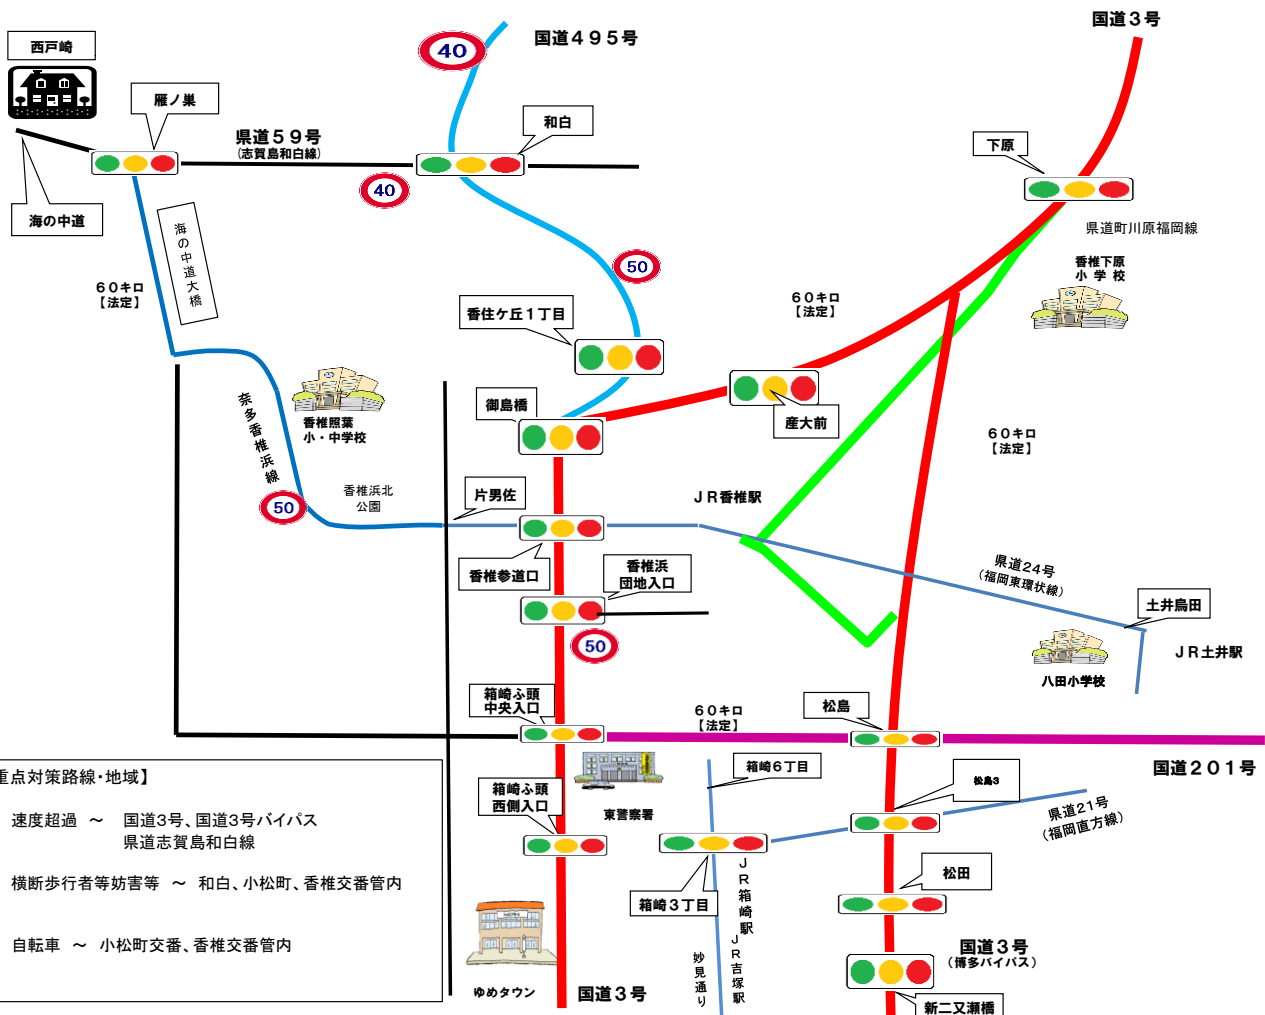 国道3号
国道495号
西戸崎
40
雁ノ巣
和白
県道59号
(志賀島和白線)
下原
40
海の中道
海の中道大橋
県道町川原福岡線
香椎下原
小 学 校
60キロ
【法定】
50
60キロ
【法定】
香住ケ丘1丁目
御島橋
産大前
奈多香椎浜線
香椎照葉
小・中学校
60キロ
【法定】
50
香椎浜北
公園
片男佐
JR香椎駅
香椎参道口
香椎浜
団地入口
県道24号
(福岡東環状線)
土井鳥田
50
JR土井駅
八田小学校
箱崎ふ頭
中央入口
60キロ
【法定】
松島
箱崎6丁目
松島3
国道201号
箱崎ふ頭
西側入口
東警察署
県道21号
(福岡直方線)
箱崎3丁目
JR箱崎駅
松田
JR吉塚駅
妙見通り
国道3号
(博多バイパス)
ゆめタウン
国道3号
新二又瀬橋
重点対策路線・地域】
速度超過 ～ 国道3号、国道3号バイパス
県道志賀島和白線
横断歩行者等妨害等 ～ 和白、小松町、香椎交番管内
自転車 ～ 小松町交番、香椎交番管内